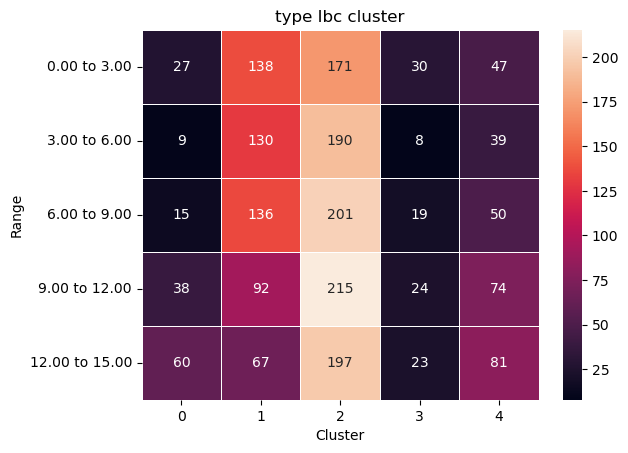 type lbc cluster
Range
0.00 to 3.00 27 138 171 30 47
3.00 to 6.00 9 130 190 8 39
6.00 to 9.00 15 136 201 19 50
9.00 to 12.00 38 92 215 24 74
12.00 to 15.00 60 67 197 23 81
0 1 2 3 4
Cluster
200
175
150
125
100
75
50
25